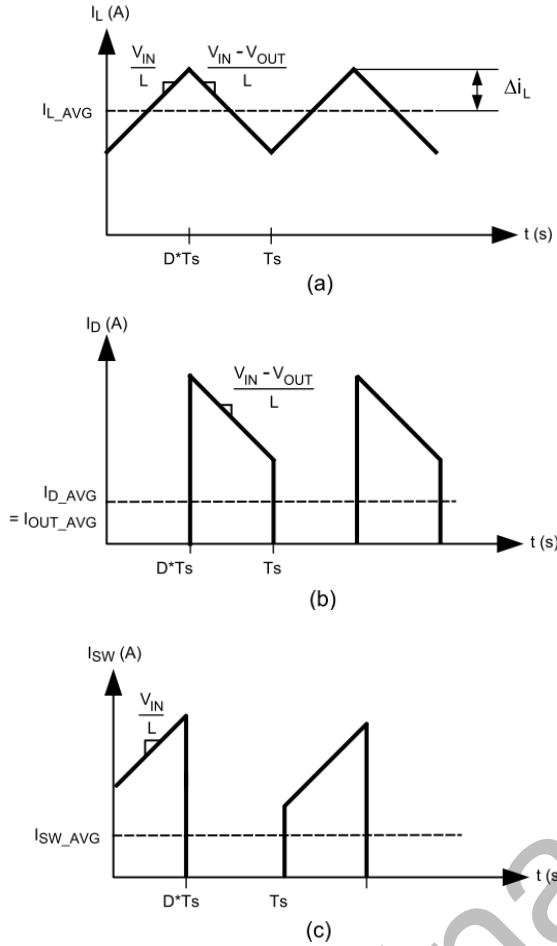 I_L (A)
V_IN
L
V_IN – V_OUT
L
I_L_AVG
Δi_L
t (s)
D*Ts
Ts
(a)
I_D (A)
V_IN – V_OUT
L
I_D_AVG
= I_OUT_AVG
t (s)
D*Ts
Ts
(b)
I_SW (A)
V_IN
L
I_SW_AVG
t (s
D*Ts
Ts
(c)